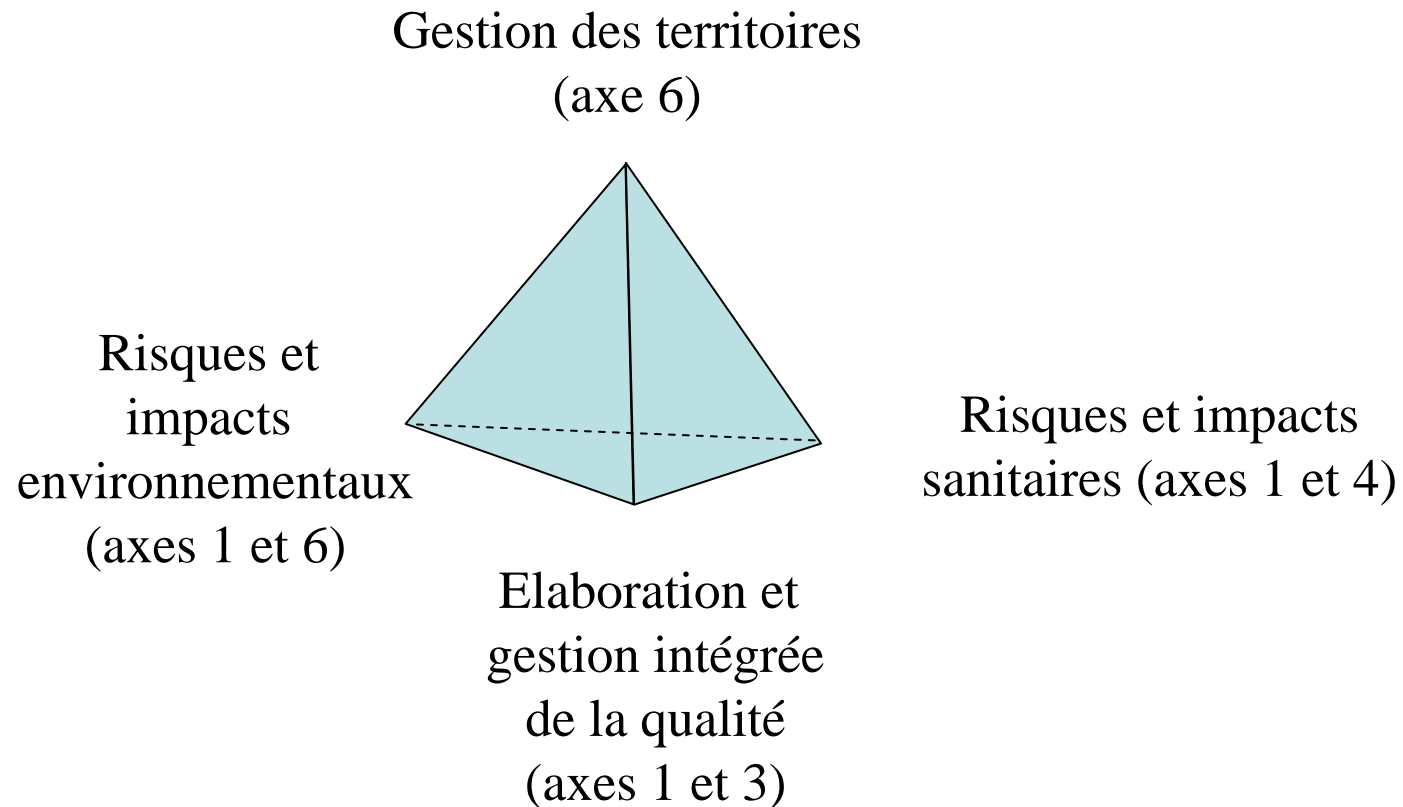 Gestion des territoires
(axe 6)
Risques et
impacts
environnementaux
(axes 1 et 6)
Risques et impacts
sanitaires (axes 1 et 4)
Elaboration et
gestion intégrée
de la qualité
(axes 1 et 3)